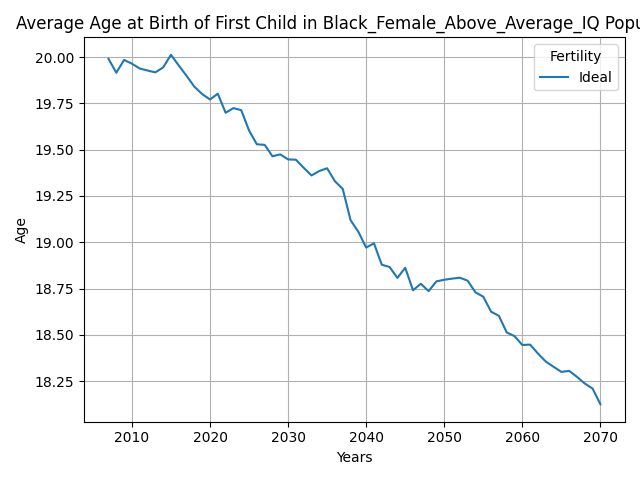 Average Age at Birth of First Child in Black_Female_Above_Average_IQ Popu
Fertility
Ideal
20.00
19.75
19.50
19.25
19.00
18.75
18.50
18.25
Age
2010 2020 2030 2040 2050 2060 2070
Years